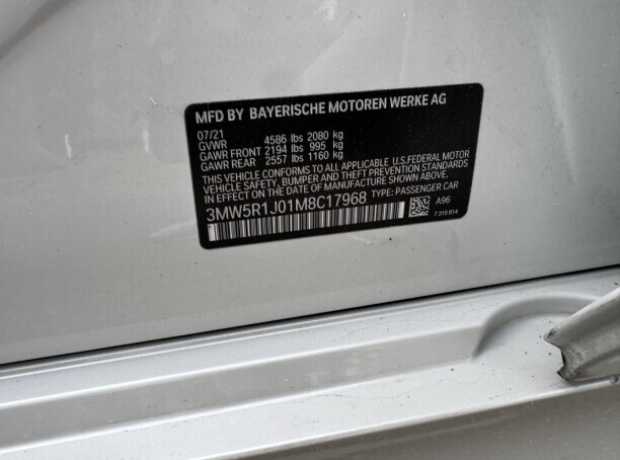 MFD BY BAYERISCHE MOTOREN WERKE AG
07/21
GVWR 4586 lbs 2080 kg
GAWR FRONT 2194 lbs 995 kg
GAWR REAR 2557 lbs 1160 kg
THIS VEHICLE CONFORMS TO ALL APPLICABLE U.S.FEDERAL MOTOR
VEHICLE SAFETY, BUMPER, AND THEFT PREVENTION STANDARDS
IN EFFECT ON THE DATE OF MANUFACTURE SHOWN ABOVE.
3MW5R1J01M8C17968 TYPE: PASSENGER CAR
A96